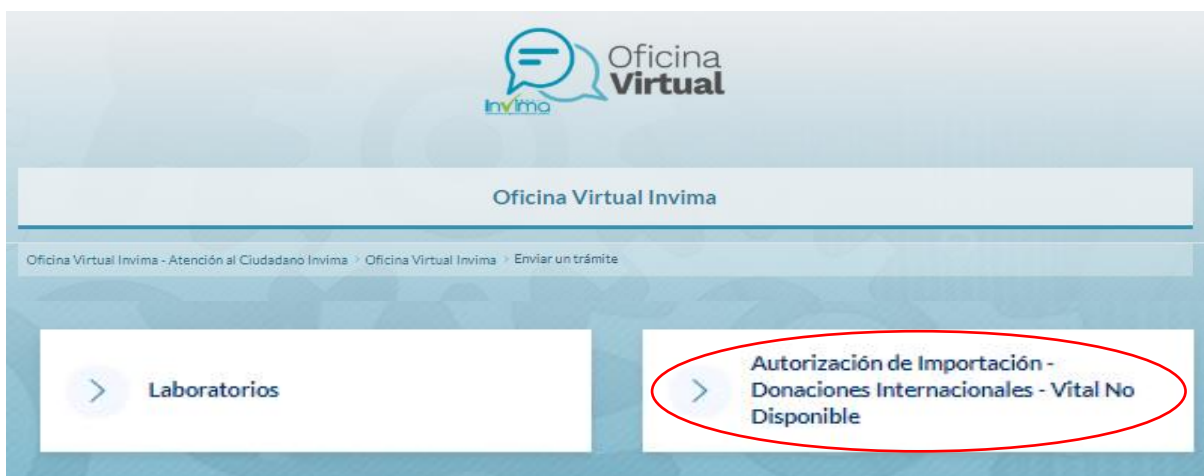 Oficina
Virtual
Invima
Oficina Virtual Invima
Oficina Virtual Invima - Atención al Ciudadano Invima > Oficina Virtual Invima > Enviar un trámite
Laboratorios
Autorización de Importación -
Donaciones Internacionales - Vital No
Disponible